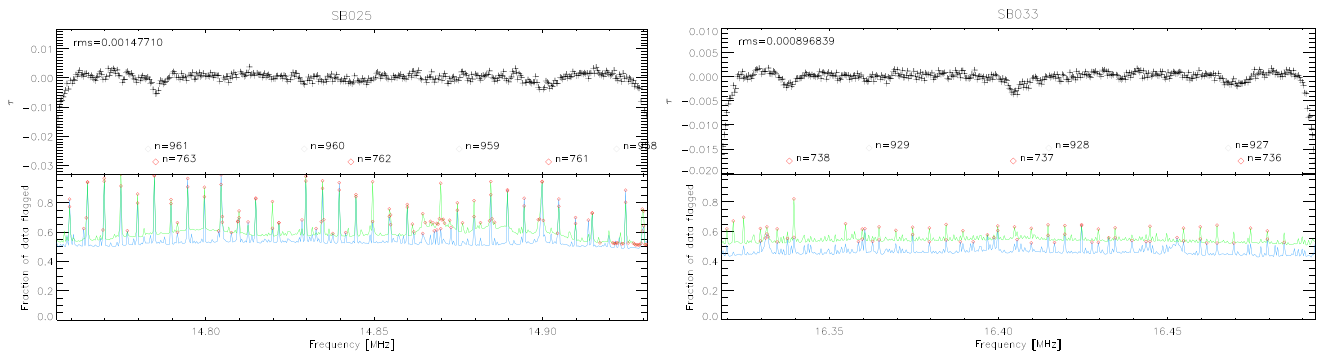 SB025
rms=0.00147710
0.01
0.00
−0.01
−0.02
−0.03
τ
n=961
n=960
n=959
n=958
n=763
n=762
n=761
Fraction of data flagged
0.8
0.6
0.4
0.2
0.0
14.80
14.85
14.90
Frequency [MHz]
SB033
rms=0.000896839
0.010
0.005
0.000
−0.005
−0.010
−0.015
−0.020
τ
n=929
n=928
n=927
n=738
n=737
n=736
Fraction of data flagged
0.8
0.6
0.4
0.2
0.0
16.35
16.40
16.45
Frequency [MHz]